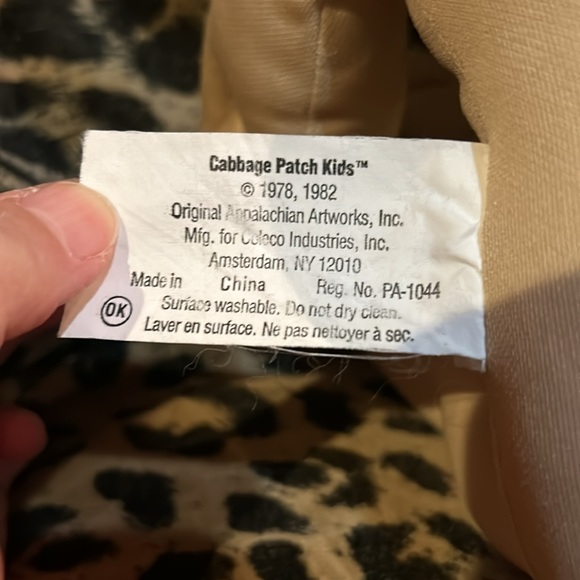 Cabbage Patch Kids™
© 1978, 1982
Original Appalachian Artworks, Inc.
Mfg. for Coleco Industries, Inc.
Amsterdam, NY 12010
Made in China Reg. No. PA-1044
OK Surface washable. Do not dry clean.
Laver en surface. Ne pas nettoyer à sec.